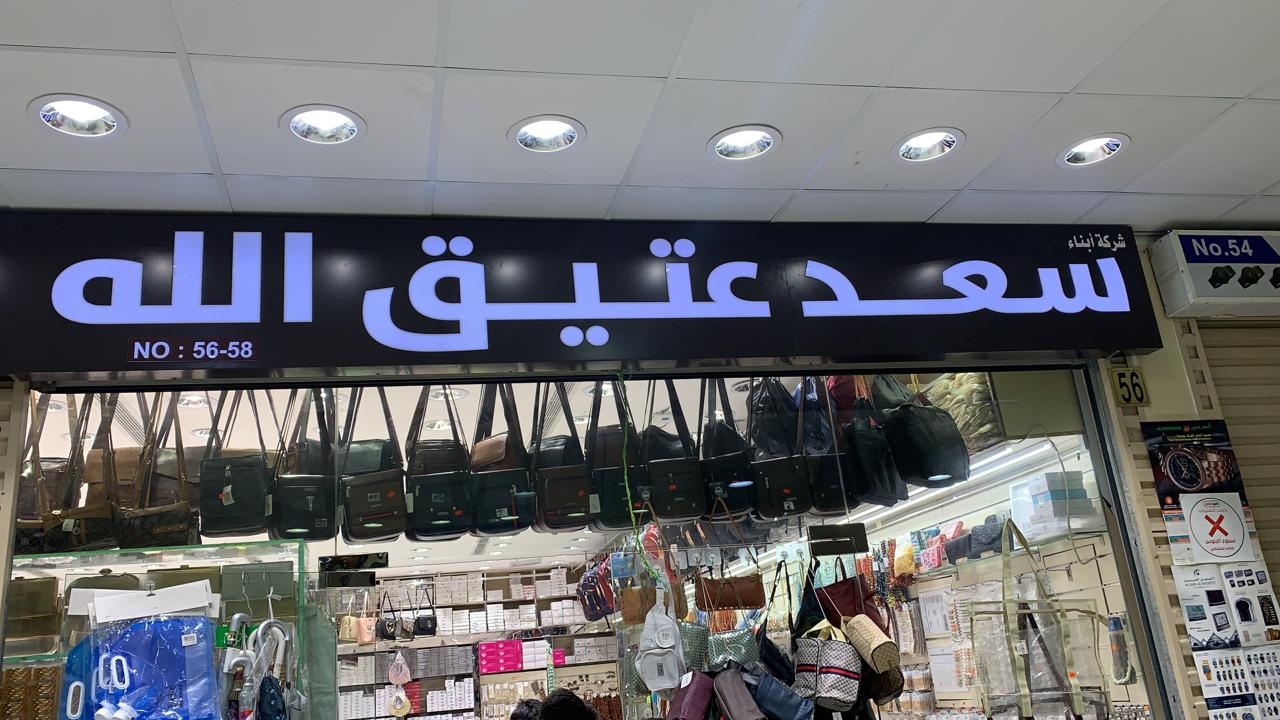 شركة أبناء
سعد عتيق الله
NO : 56-58
No.54
56